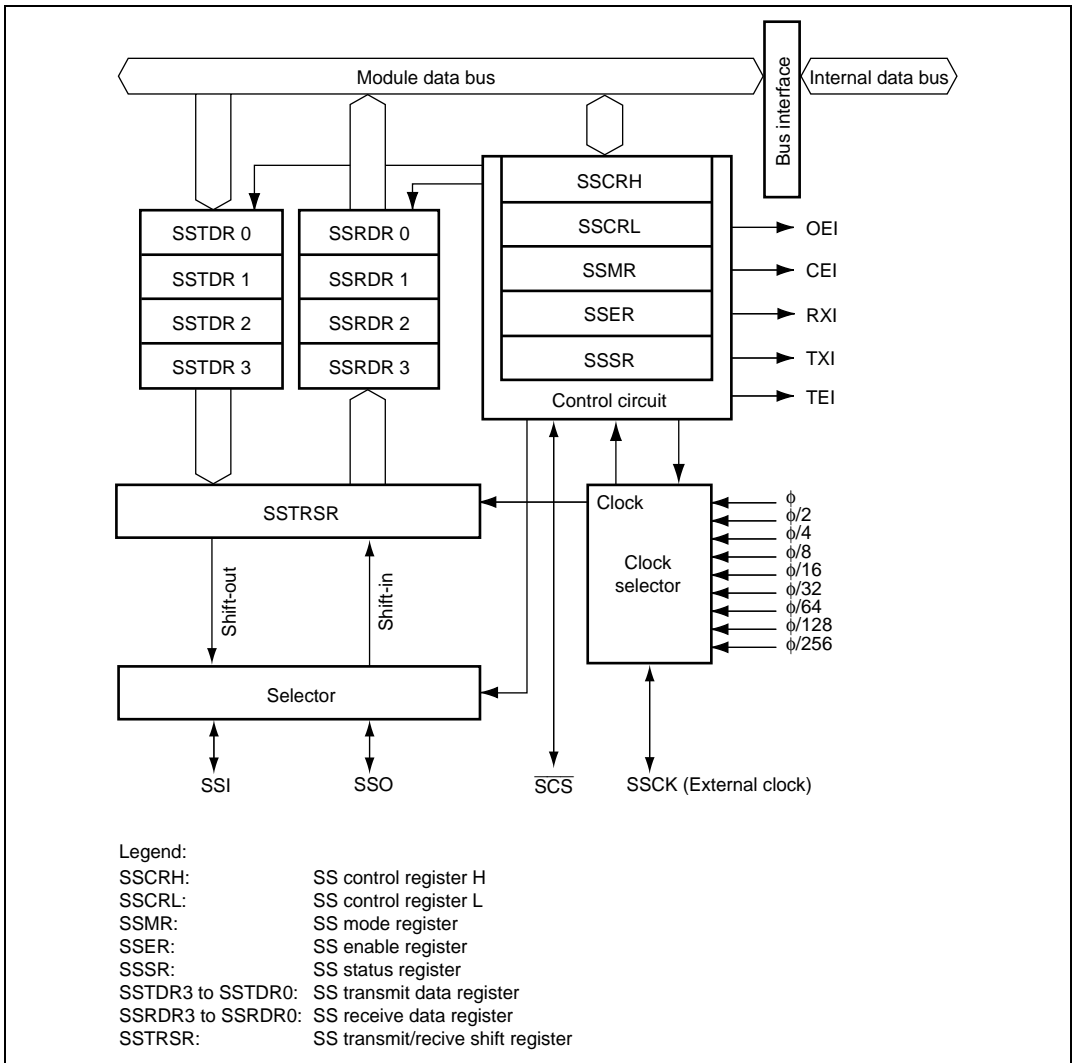 Module data bus
Bus interface
Internal data bus
SSCRH
SSCRL
SSMR
SSER
SSSR
Control circuit
SSTDR 0
SSTDR 1
SSTDR 2
SSTDR 3
SSRDR 0
SSRDR 1
SSRDR 2
SSRDR 3
OEI
CEI
RXI
TXI
TEI
SSTRSR
Clock
Clock
selector
ϕ
ϕ/2
ϕ/4
ϕ/8
ϕ/16
ϕ/32
ϕ/64
ϕ/128
ϕ/256
Shift-out
Shift-in
Selector
SSI
SSO
S̅C̅S̅
SSCK (External clock)
Legend:
SSCRH: SS control register H
SSCRL: SS control register L
SSMR: SS mode register
SSER: SS enable register
SSSR: SS status register
SSTDR3 to SSTDR0: SS transmit data register
SSRDR3 to SSRDR0: SS receive data register
SSTRSR: SS transmit/recive shift register